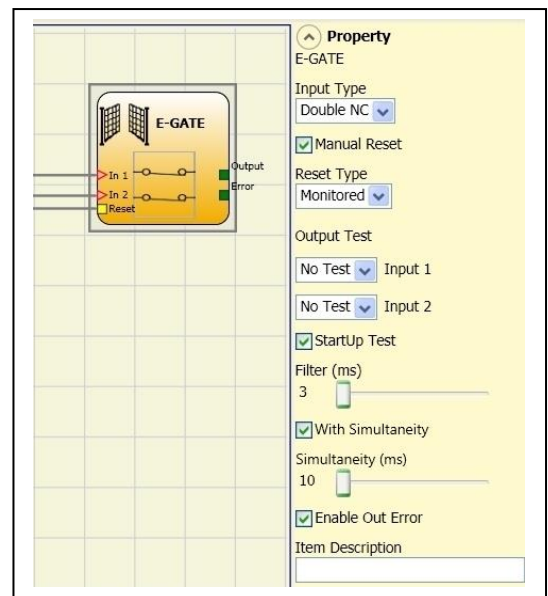 E-GATE
In 1
In 2
Reset
Output
Error
Property
E-GATE
Input Type
Double NC
Manual Reset
Reset Type
Monitored
Output Test
No Test Input 1
No Test Input 2
StartUp Test
Filter (ms)
3
With Simultaneity
Simultaneity (ms)
10
Enable Out Error
Item Description